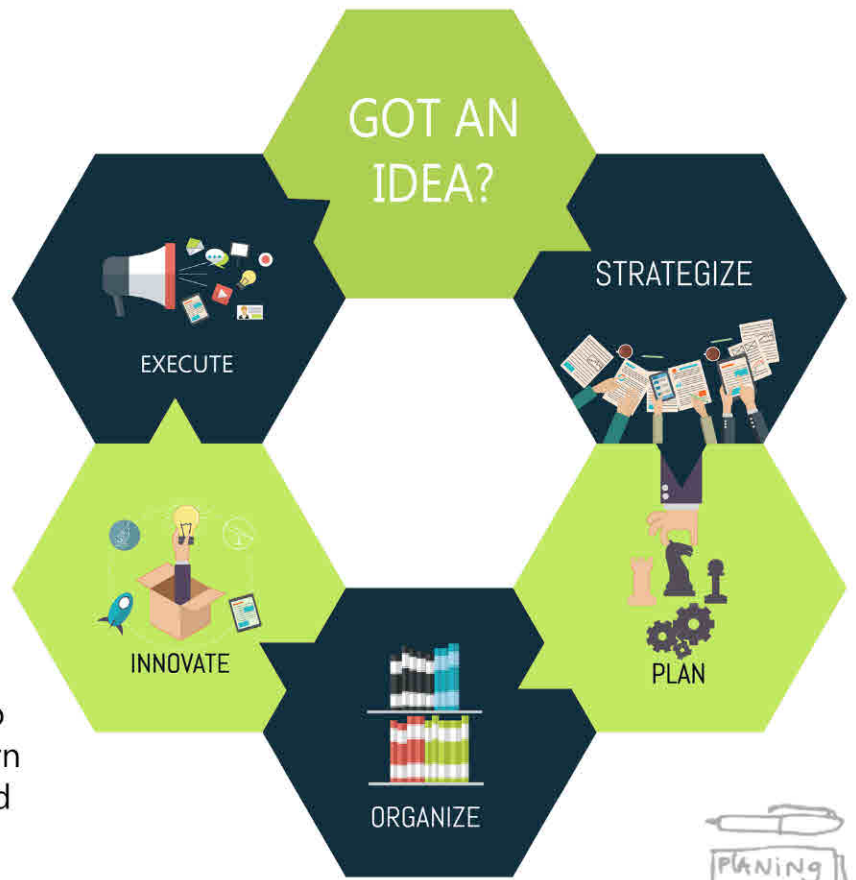 GOT AN
IDEA?
STRATEGIZE
EXECUTE
INNOVATE
PLAN
ORGANIZE
PLANiNg